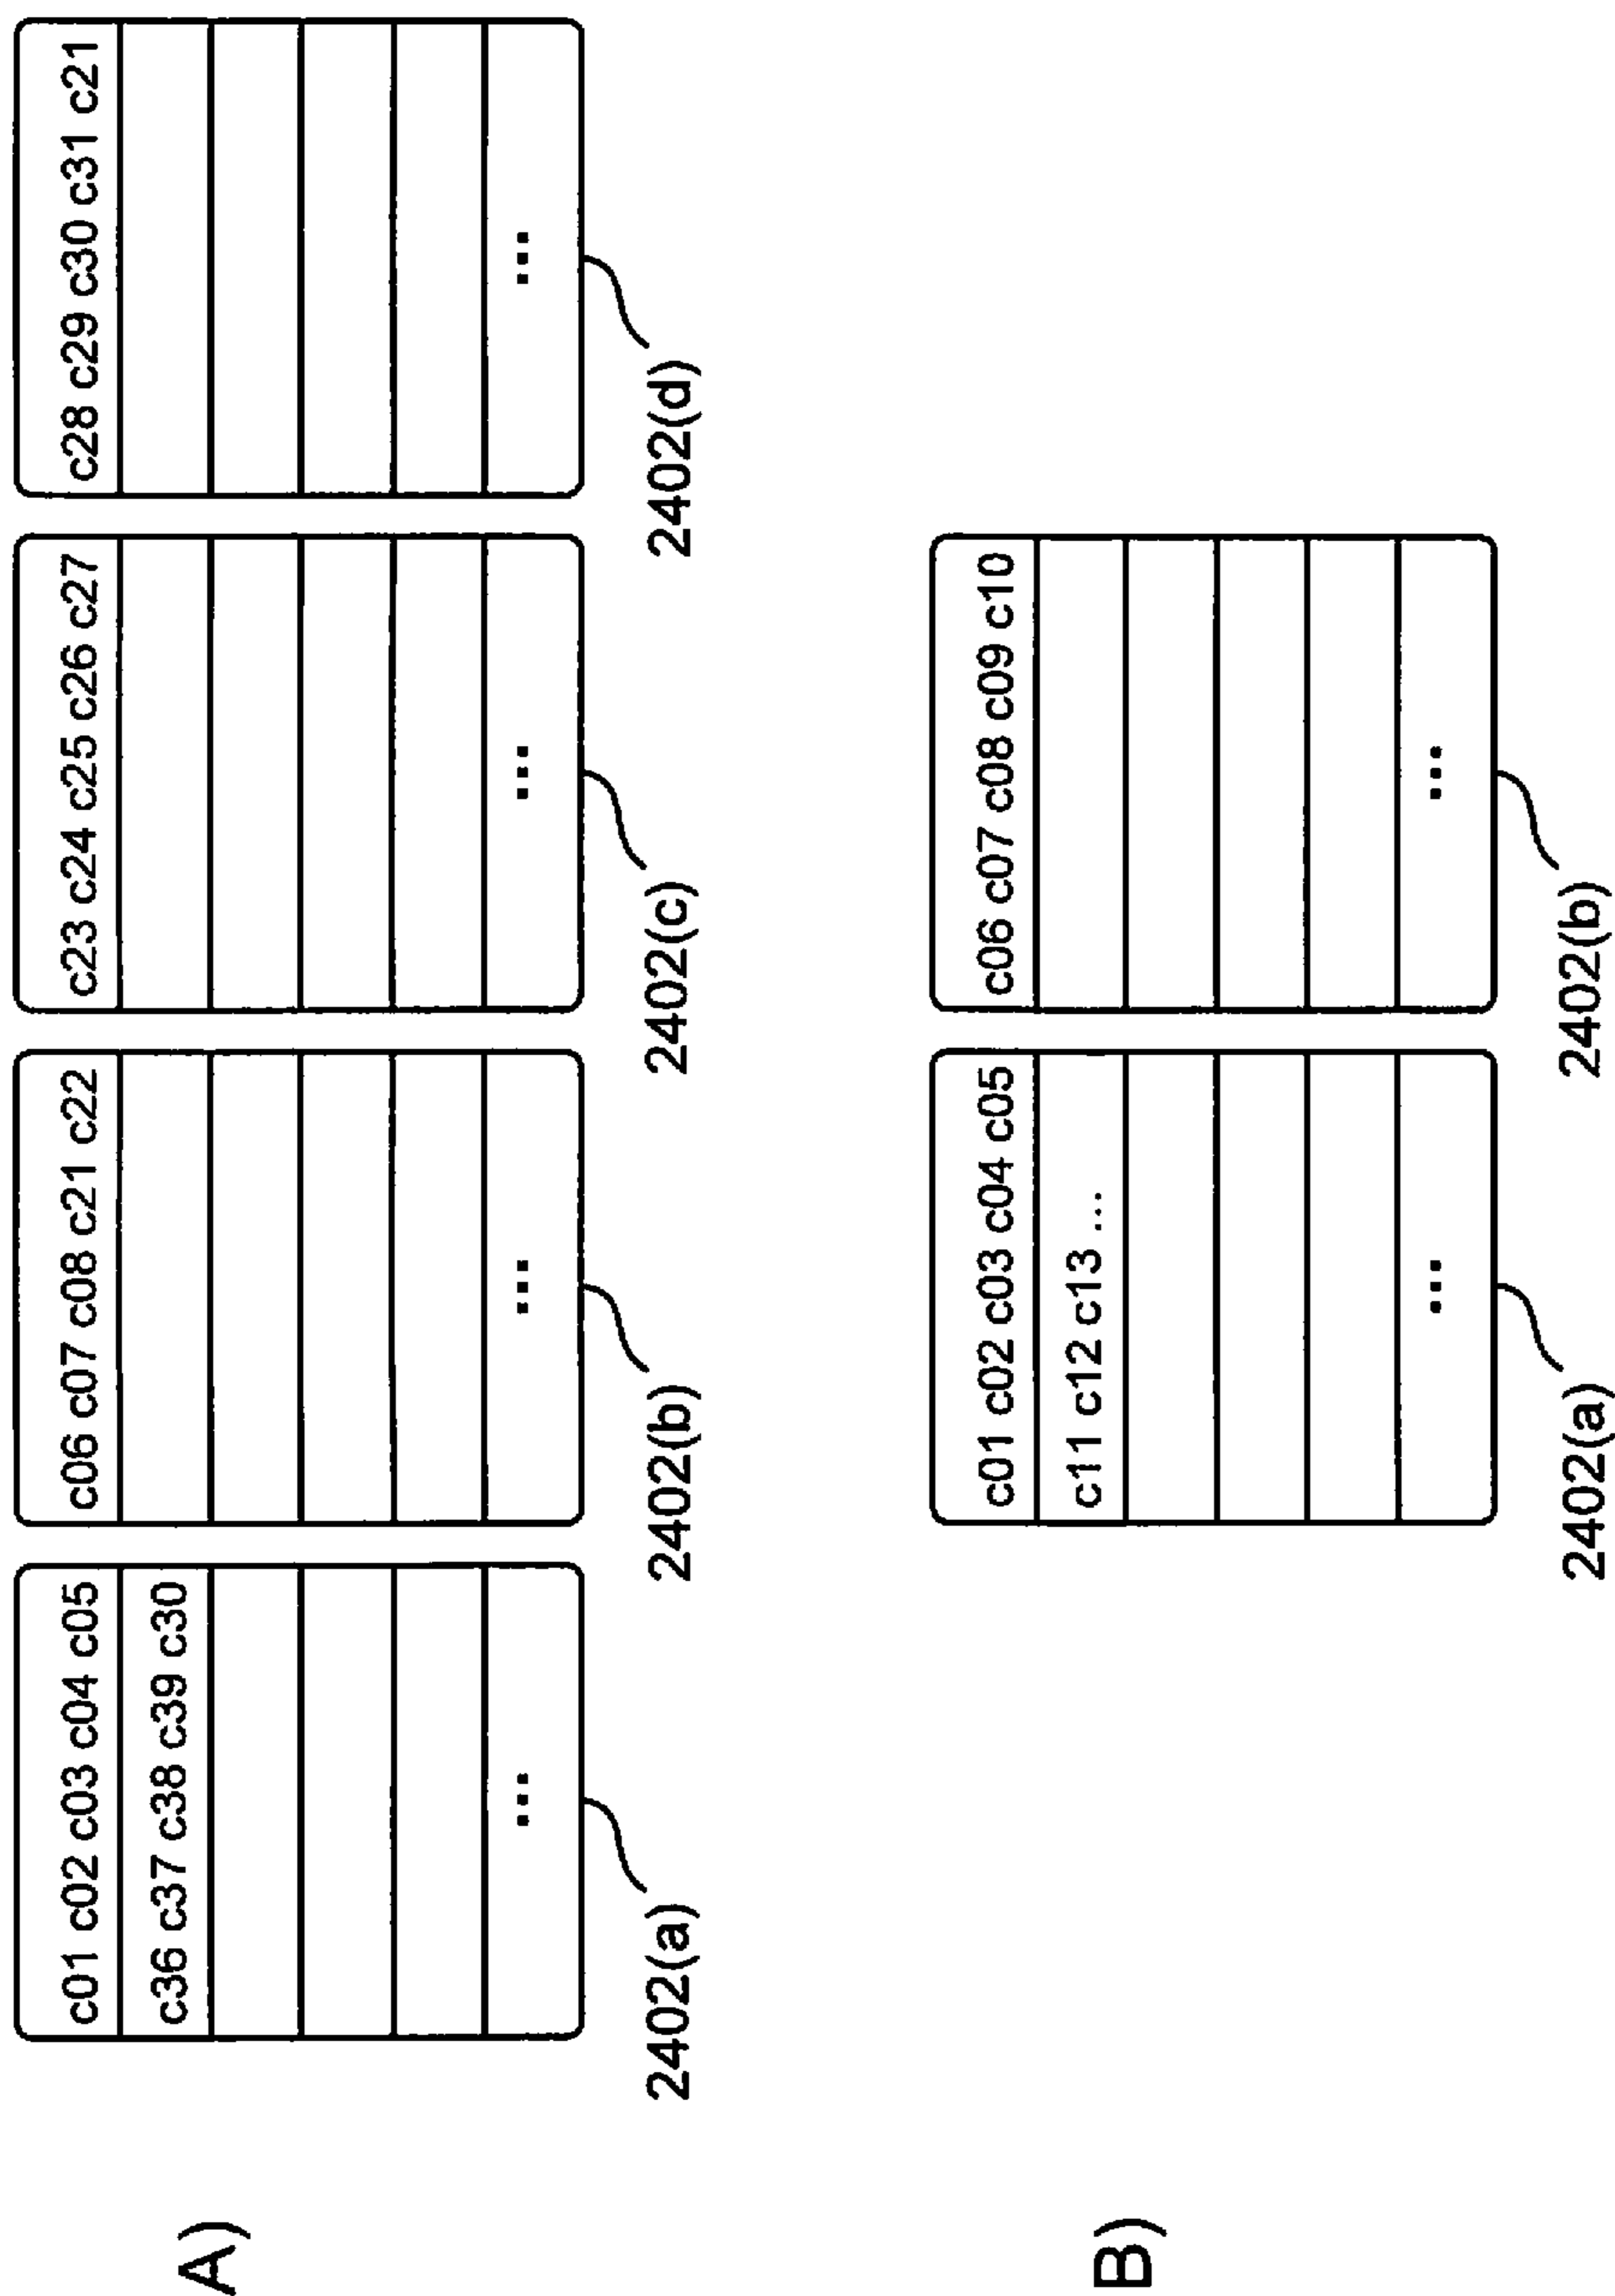 A)
c01 c02 c03 c04 c05
c36 c37 c38 c39 c30
...
2402(a)
c06 c07 c08 c21 c22
...
2402(b)
c23 c24 c25 c26 c27
...
2402(c)
c28 c29 c30 c31 c21
...
2402(d)
B)
c01 c02 c03 c04 c05
c11 c12 c13 ...
...
2402(a)
c06 c07 c08 c09 c10
...
2402(b)